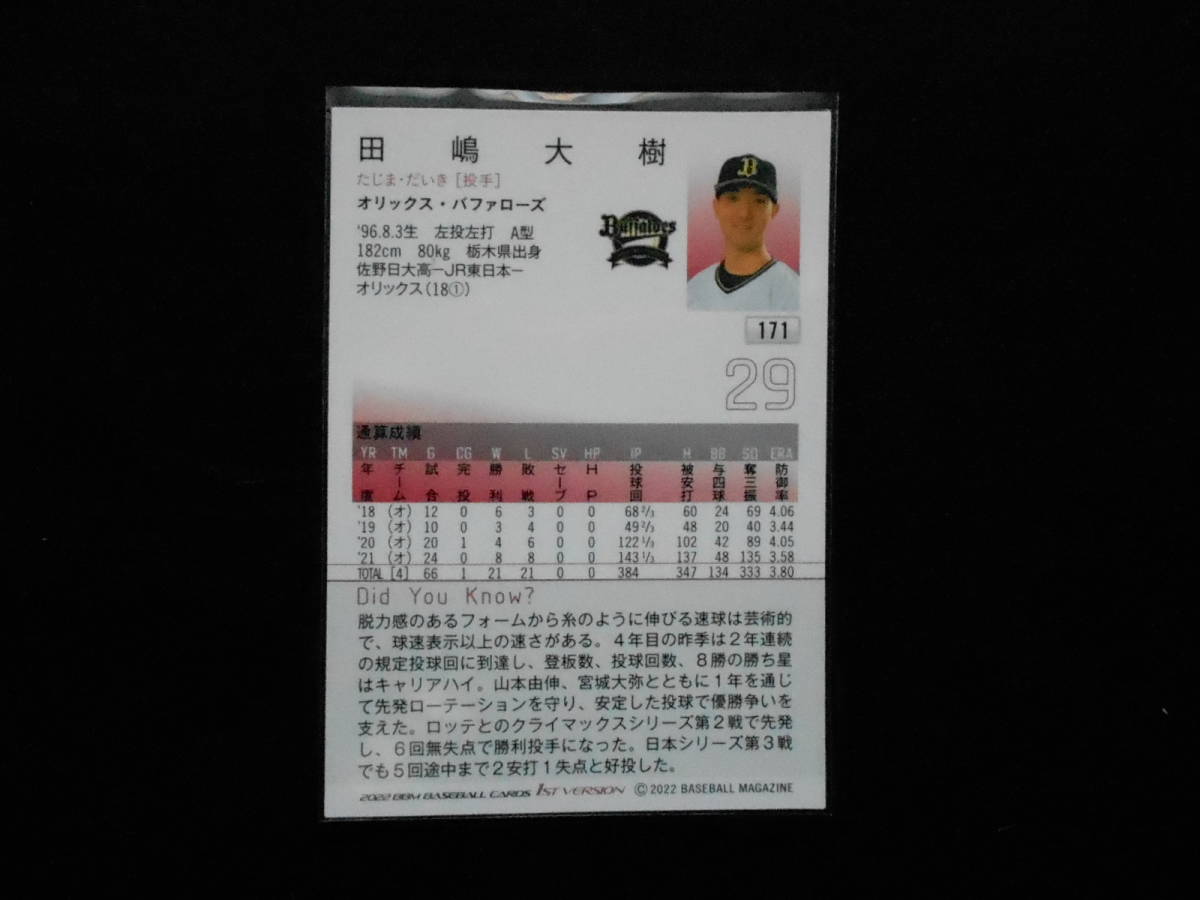 田嶋大樹
たじま・だいき [投手]
オリックス・バファローズ
'96.8.3生 左投左打 A型
182cm 80kg 栃木県出身
佐野日大高ーJR東日本ー
オリックス(18①)
Buffaloes
B
171
29
通算成績
YR TM G CG W L SV HP IP H BB SO ERA
年度 チーム 試合 完投 勝利 敗戦 セーブ HP 投球回 被安打 与四球 奪三振 防御率
'18 (オ) 12 0 6 3 0 0 68 2/3 60 24 69 4.06
'19 (オ) 10 0 3 4 0 0 49 2/3 48 20 40 3.44
'20 (オ) 20 1 4 6 0 0 122 1/3 102 42 89 4.05
'21 (オ) 24 0 8 8 0 0 143 1/3 137 48 135 3.58
TOTAL [4] 66 1 21 21 0 0 384 347 134 333 3.80
Did You Know?
脱力感のあるフォームから糸のように伸びる速球は芸術的
で、球速表示以上の速さがある。4年目の昨季は2年連続
の規定投球回に到達し、登板数、投球回数、8勝の勝ち星
はキャリアハイ。山本由伸、宮城大弥とともに1年を通じ
て先発ローテーションを守り、安定した投球で優勝争いを
支えた。ロッテとのクライマックスシリーズ第2戦で先発
し、6回無失点で勝利投手になった。日本シリーズ第3戦
でも5回途中まで2安打1失点と好投した。
2022 BBM BASEBALL CARDS 1ST VERSION ©2022 BASEBALL MAGAZINE